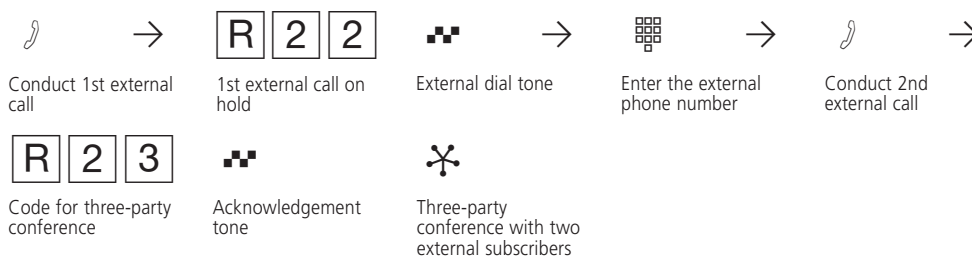 R 2 2
Conduct 1st external
call
1st external call on
hold
External dial tone
Enter the external
phone number
Conduct 2nd
external call
R 2 3
Code for three-party
conference
Acknowledgement
tone
Three-party
conference with two
external subscribers